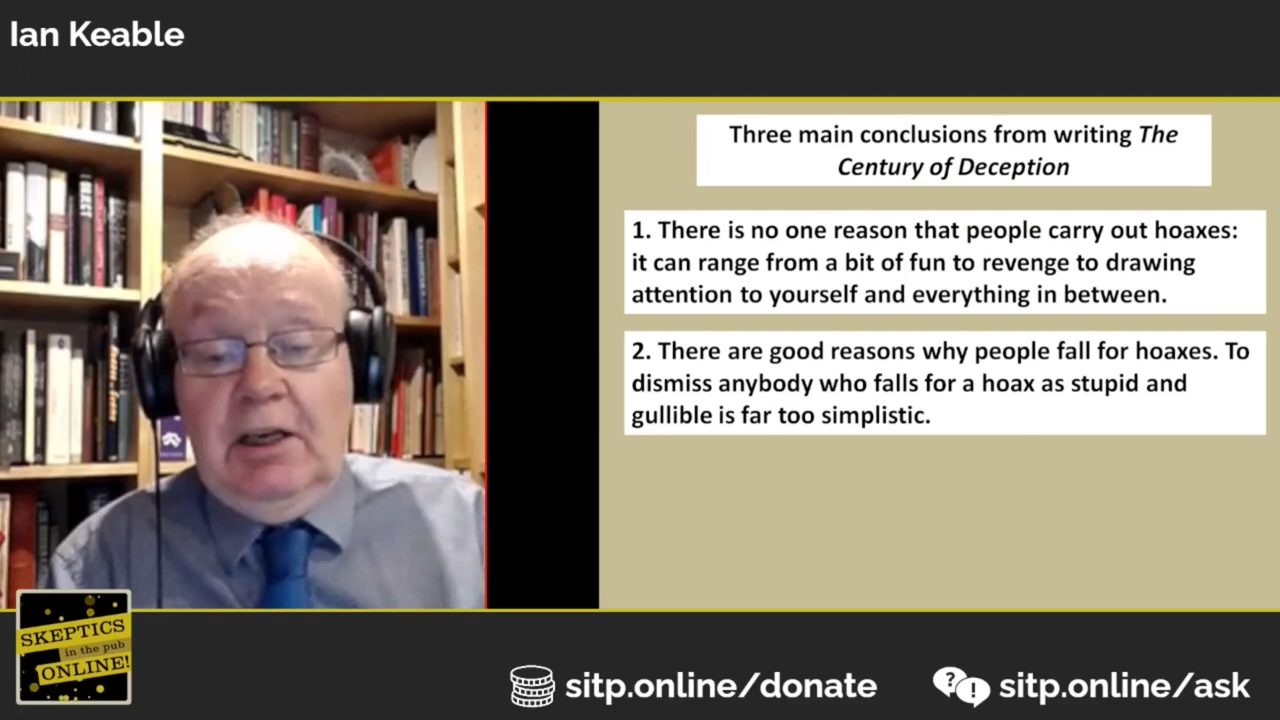 Ian Keable
Three main conclusions from writing The
Century of Deception
1. There is no one reason that people carry out hoaxes:
it can range from a bit of fun to revenge to drawing
attention to yourself and everything in between.
2. There are good reasons why people fall for hoaxes. To
dismiss anybody who falls for a hoax as stupid and
gullible is far too simplistic.
SKEPTICS
in the pub
ONLINE!
sitp.online/donate
? !
sitp.online/ask